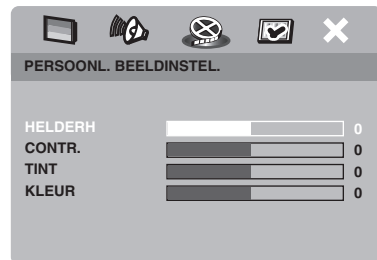 PERSOONL. BEELDINSTEL.
HELDERH 0
CONTR. 0
TINT 0
KLEUR 0